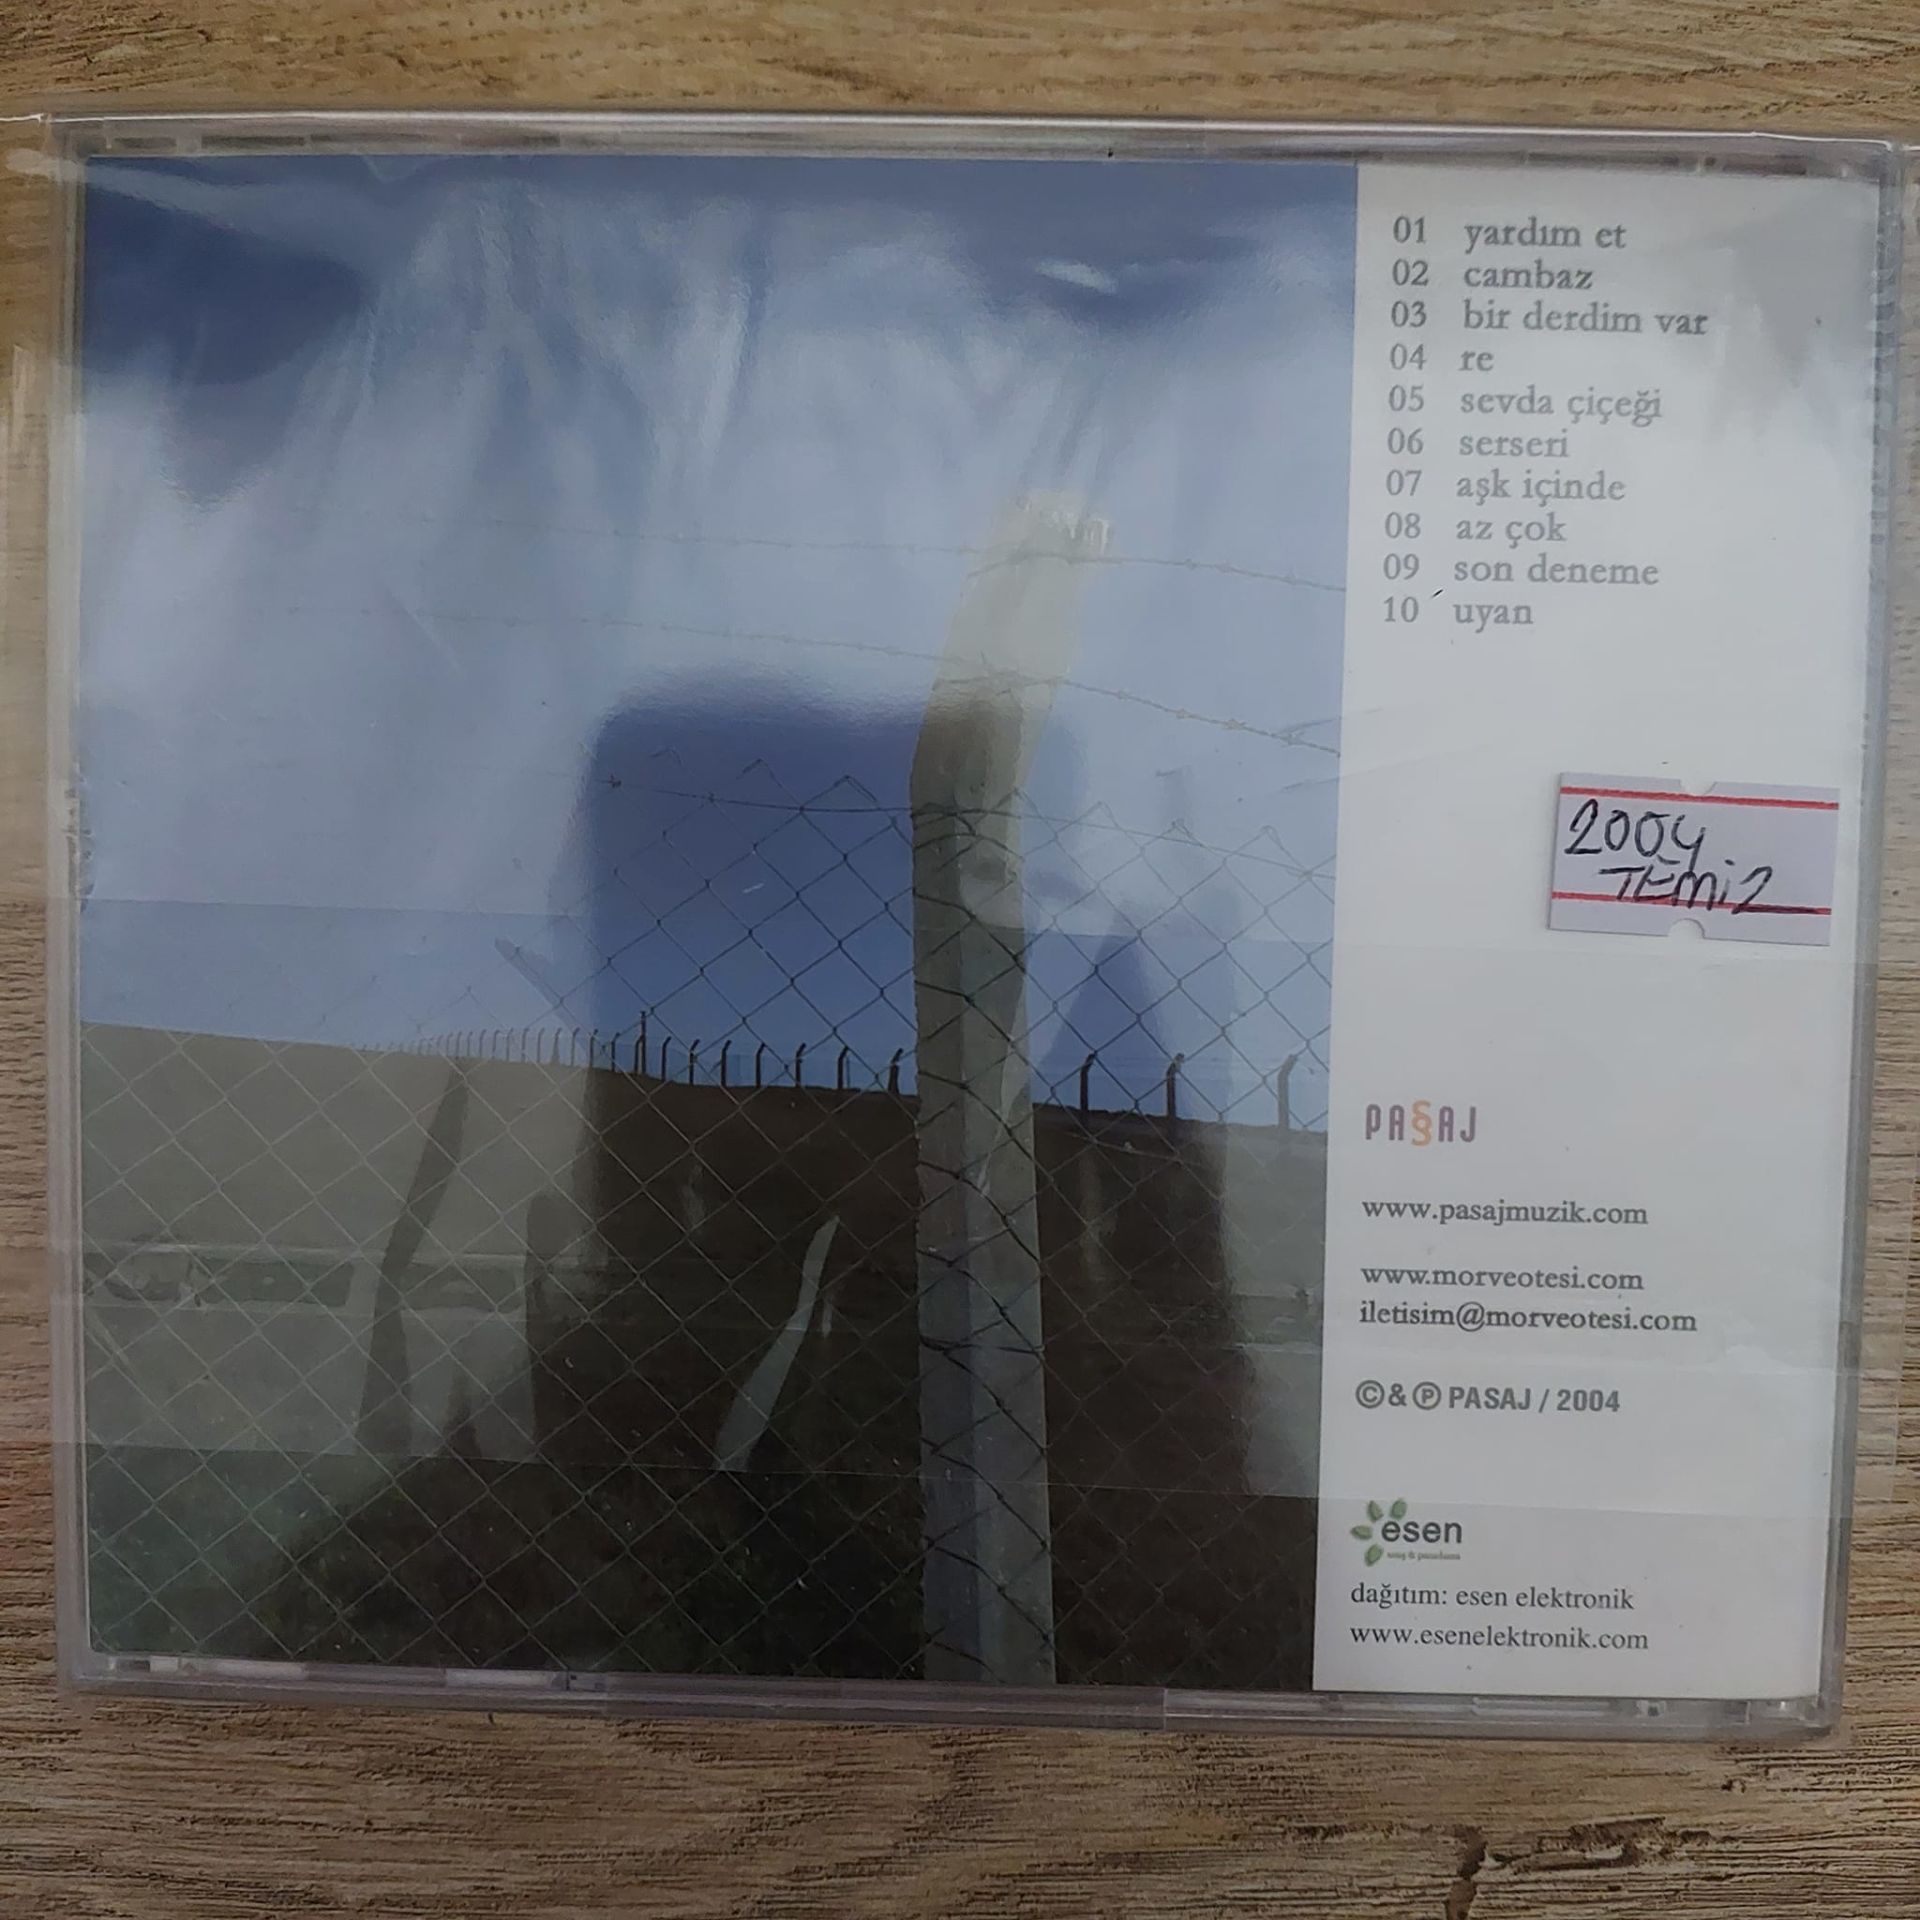 01 yardım et
02 cambaz
03 bir derdim var
04 re
05 sevda çiçeği
06 serseri
07 aşk içinde
08 az çok
09 son deneme
10 uyan
2004
TEMiZ
PASAJ
www.pasajmuzik.com
www.morveotesi.com
iletisim@morveotesi.com
©&℗ PASAJ / 2004
esen
dağıtım: esen elektronik
www.esenelektronik.com